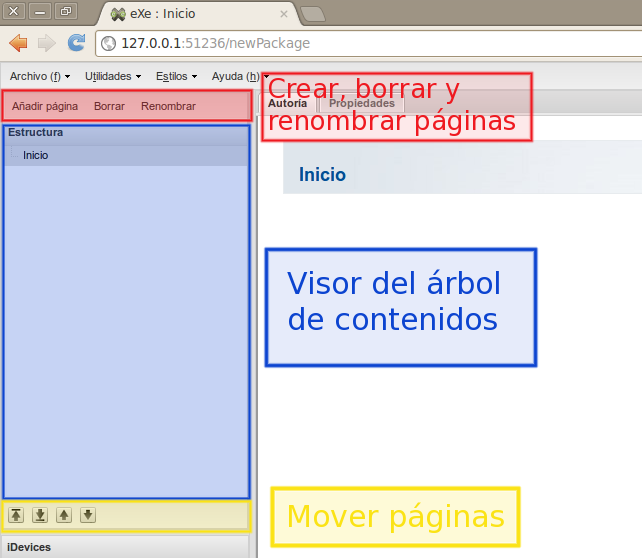 eXe : Inicio
127.0.0.1:51236/newPackage
Archivo (f) Utilidades Estilos Ayuda (h)
Añadir página Borrar Renombrar
Crear, borrar y
renombrar páginas
Autoría Propiedades
Estructura
Inicio
Inicio
Visor del árbol
de contenidos
Mover páginas
iDevices